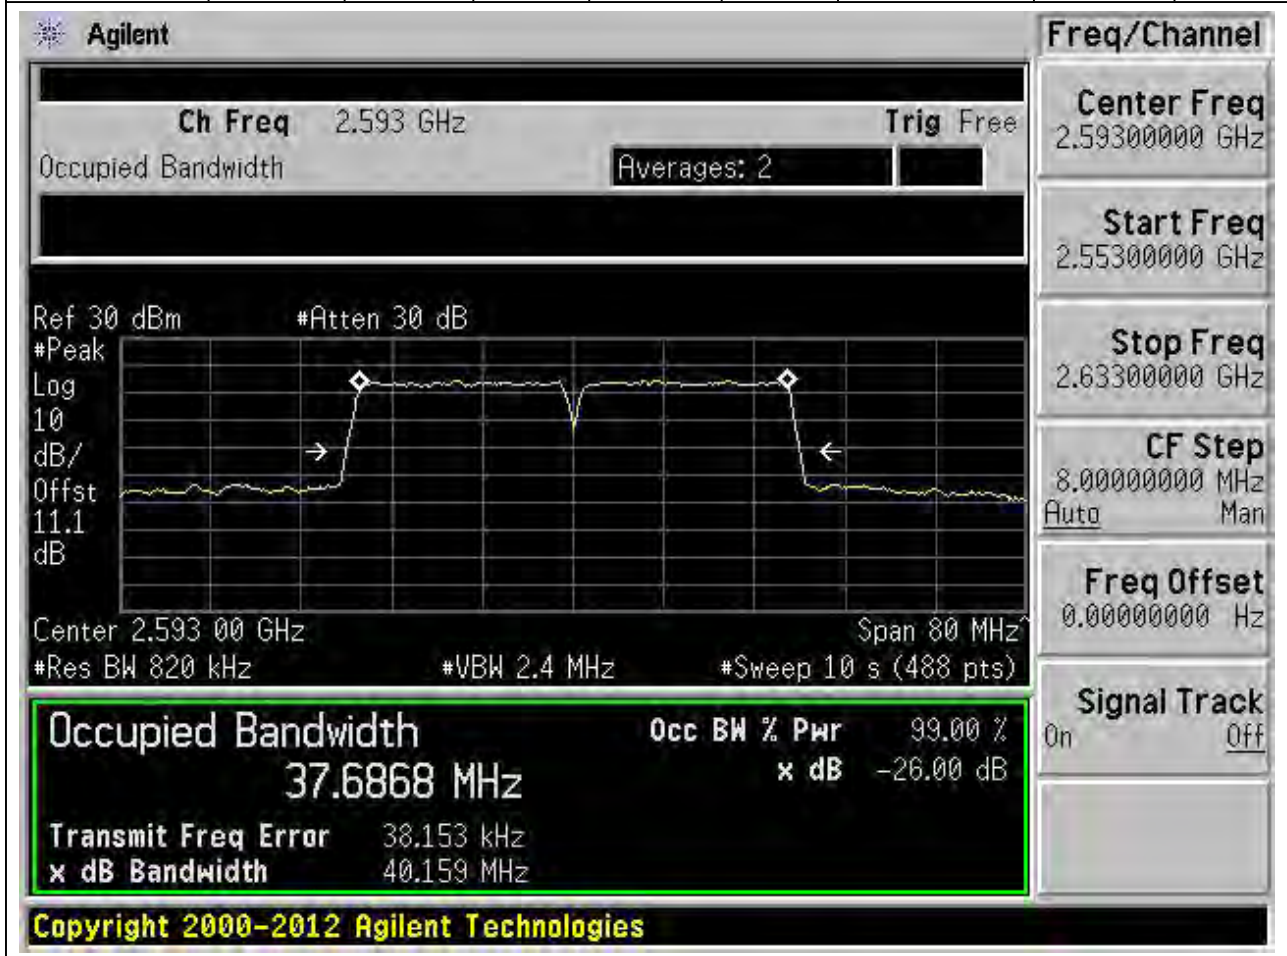 Agilent
Freq/Channel
Ch Freq 2.593 GHz Trig Free
Occupied Bandwidth Averages: 2
Center Freq
2.59300000 GHz
Start Freq
2.55300000 GHz
Stop Freq
2.63300000 GHz
CF Step
8.00000000 MHz
Auto Man
Freq Offset
0.00000000 Hz
Signal Track
On Off
Ref 30 dBm #Atten 30 dB
#Peak
Log
10
dB/
Offst
11.1
dB
Center 2.593 00 GHz Span 80 MHz^
#Res BW 820 kHz #VBW 2.4 MHz #Sweep 10 s (488 pts)
Occupied Bandwidth
37.6868 MHz
Occ BW % Pwr 99.00 %
x dB -26.00 dB
Transmit Freq Error 38.153 kHz
x dB Bandwidth 40.159 MHz
Copyright 2000-2012 Agilent Technologies